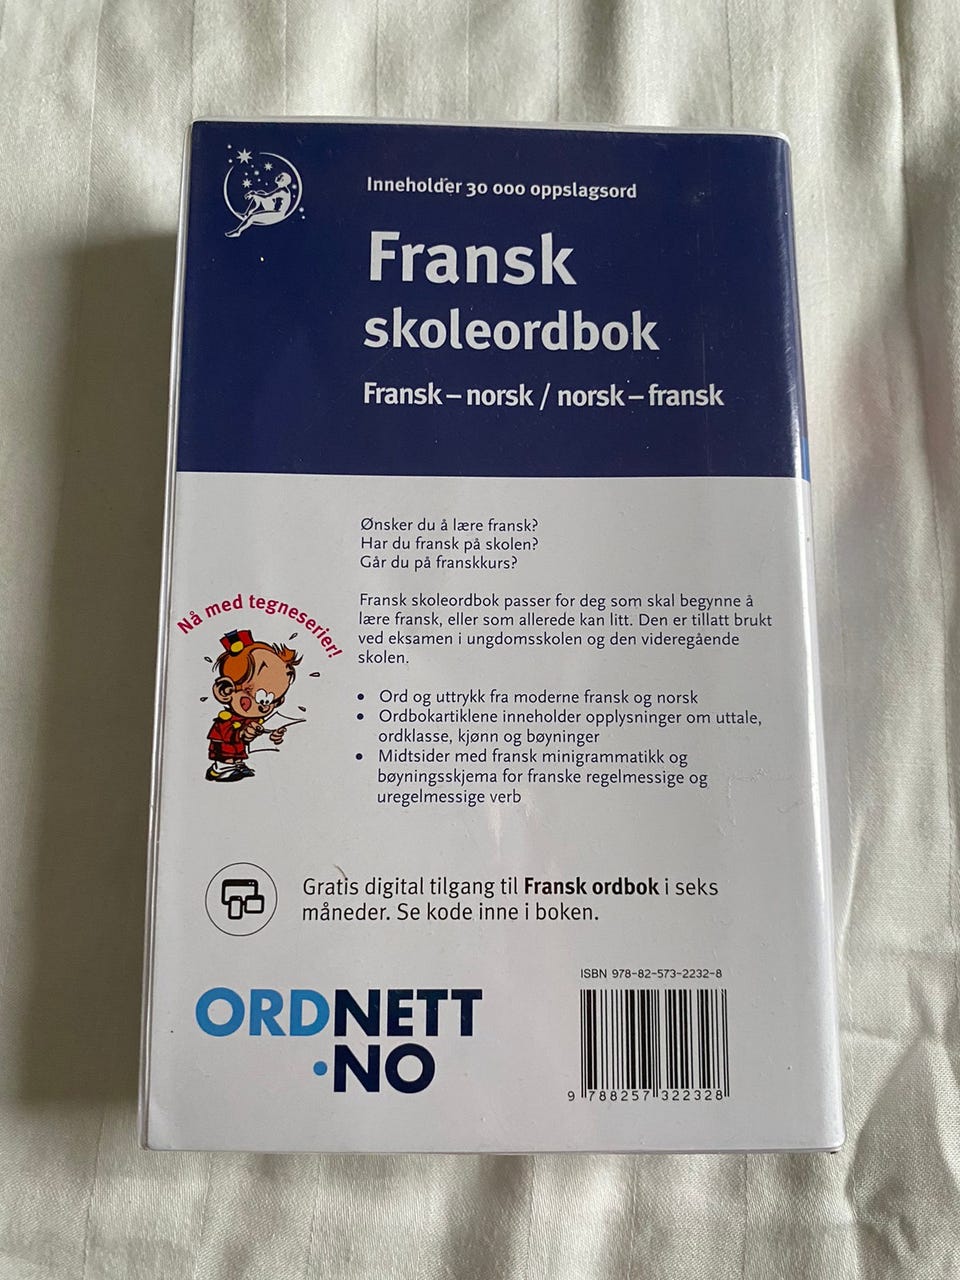 Inneholder 30 000 oppslagsord
Fransk
skoleordbok
Fransk – norsk / norsk – fransk
Ønsker du å lære fransk?
Har du fransk på skolen?
Går du på franskkurs?
Nå med tegneserier!
Fransk skoleordbok passer for deg som skal begynne å
lære fransk, eller som allerede kan litt. Den er tillatt brukt
ved eksamen i ungdomsskolen og den videregående
skolen.
• Ord og uttrykk fra moderne fransk og norsk
• Ordbokartiklene inneholder opplysninger om uttale,
ordklasse, kjønn og bøyninger
• Midtsider med fransk minigrammatikk og
bøyningsskjema for franske regelmessige og
uregelmessige verb
Gratis digital tilgang til Fransk ordbok i seks
måneder. Se kode inne i boken.
ORDNETT
·NO
ISBN 978-82-573-2232-8
9 788257 322328